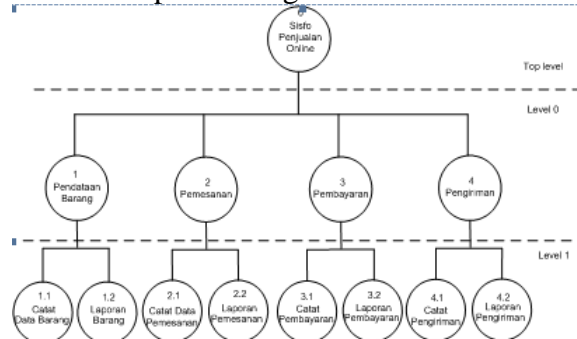 0
Sisfo
Penjualan
Online
Top level
Level 0
1
Pendataan
Barang
2
Pemesanan
3
Pembayaran
4
Pengiriman
Level 1
1.1
Catat
Data Barang
1.2
Laporan
Barang
2.1
Catat Data
Pemesanan
2.2
Laporan
Pemesanan
3.1
Catat
Pembayaran
3.2
Laporan
Pembayaran
4.1
Catat
Pengiriman
4.2
Laporan
Pengiriman